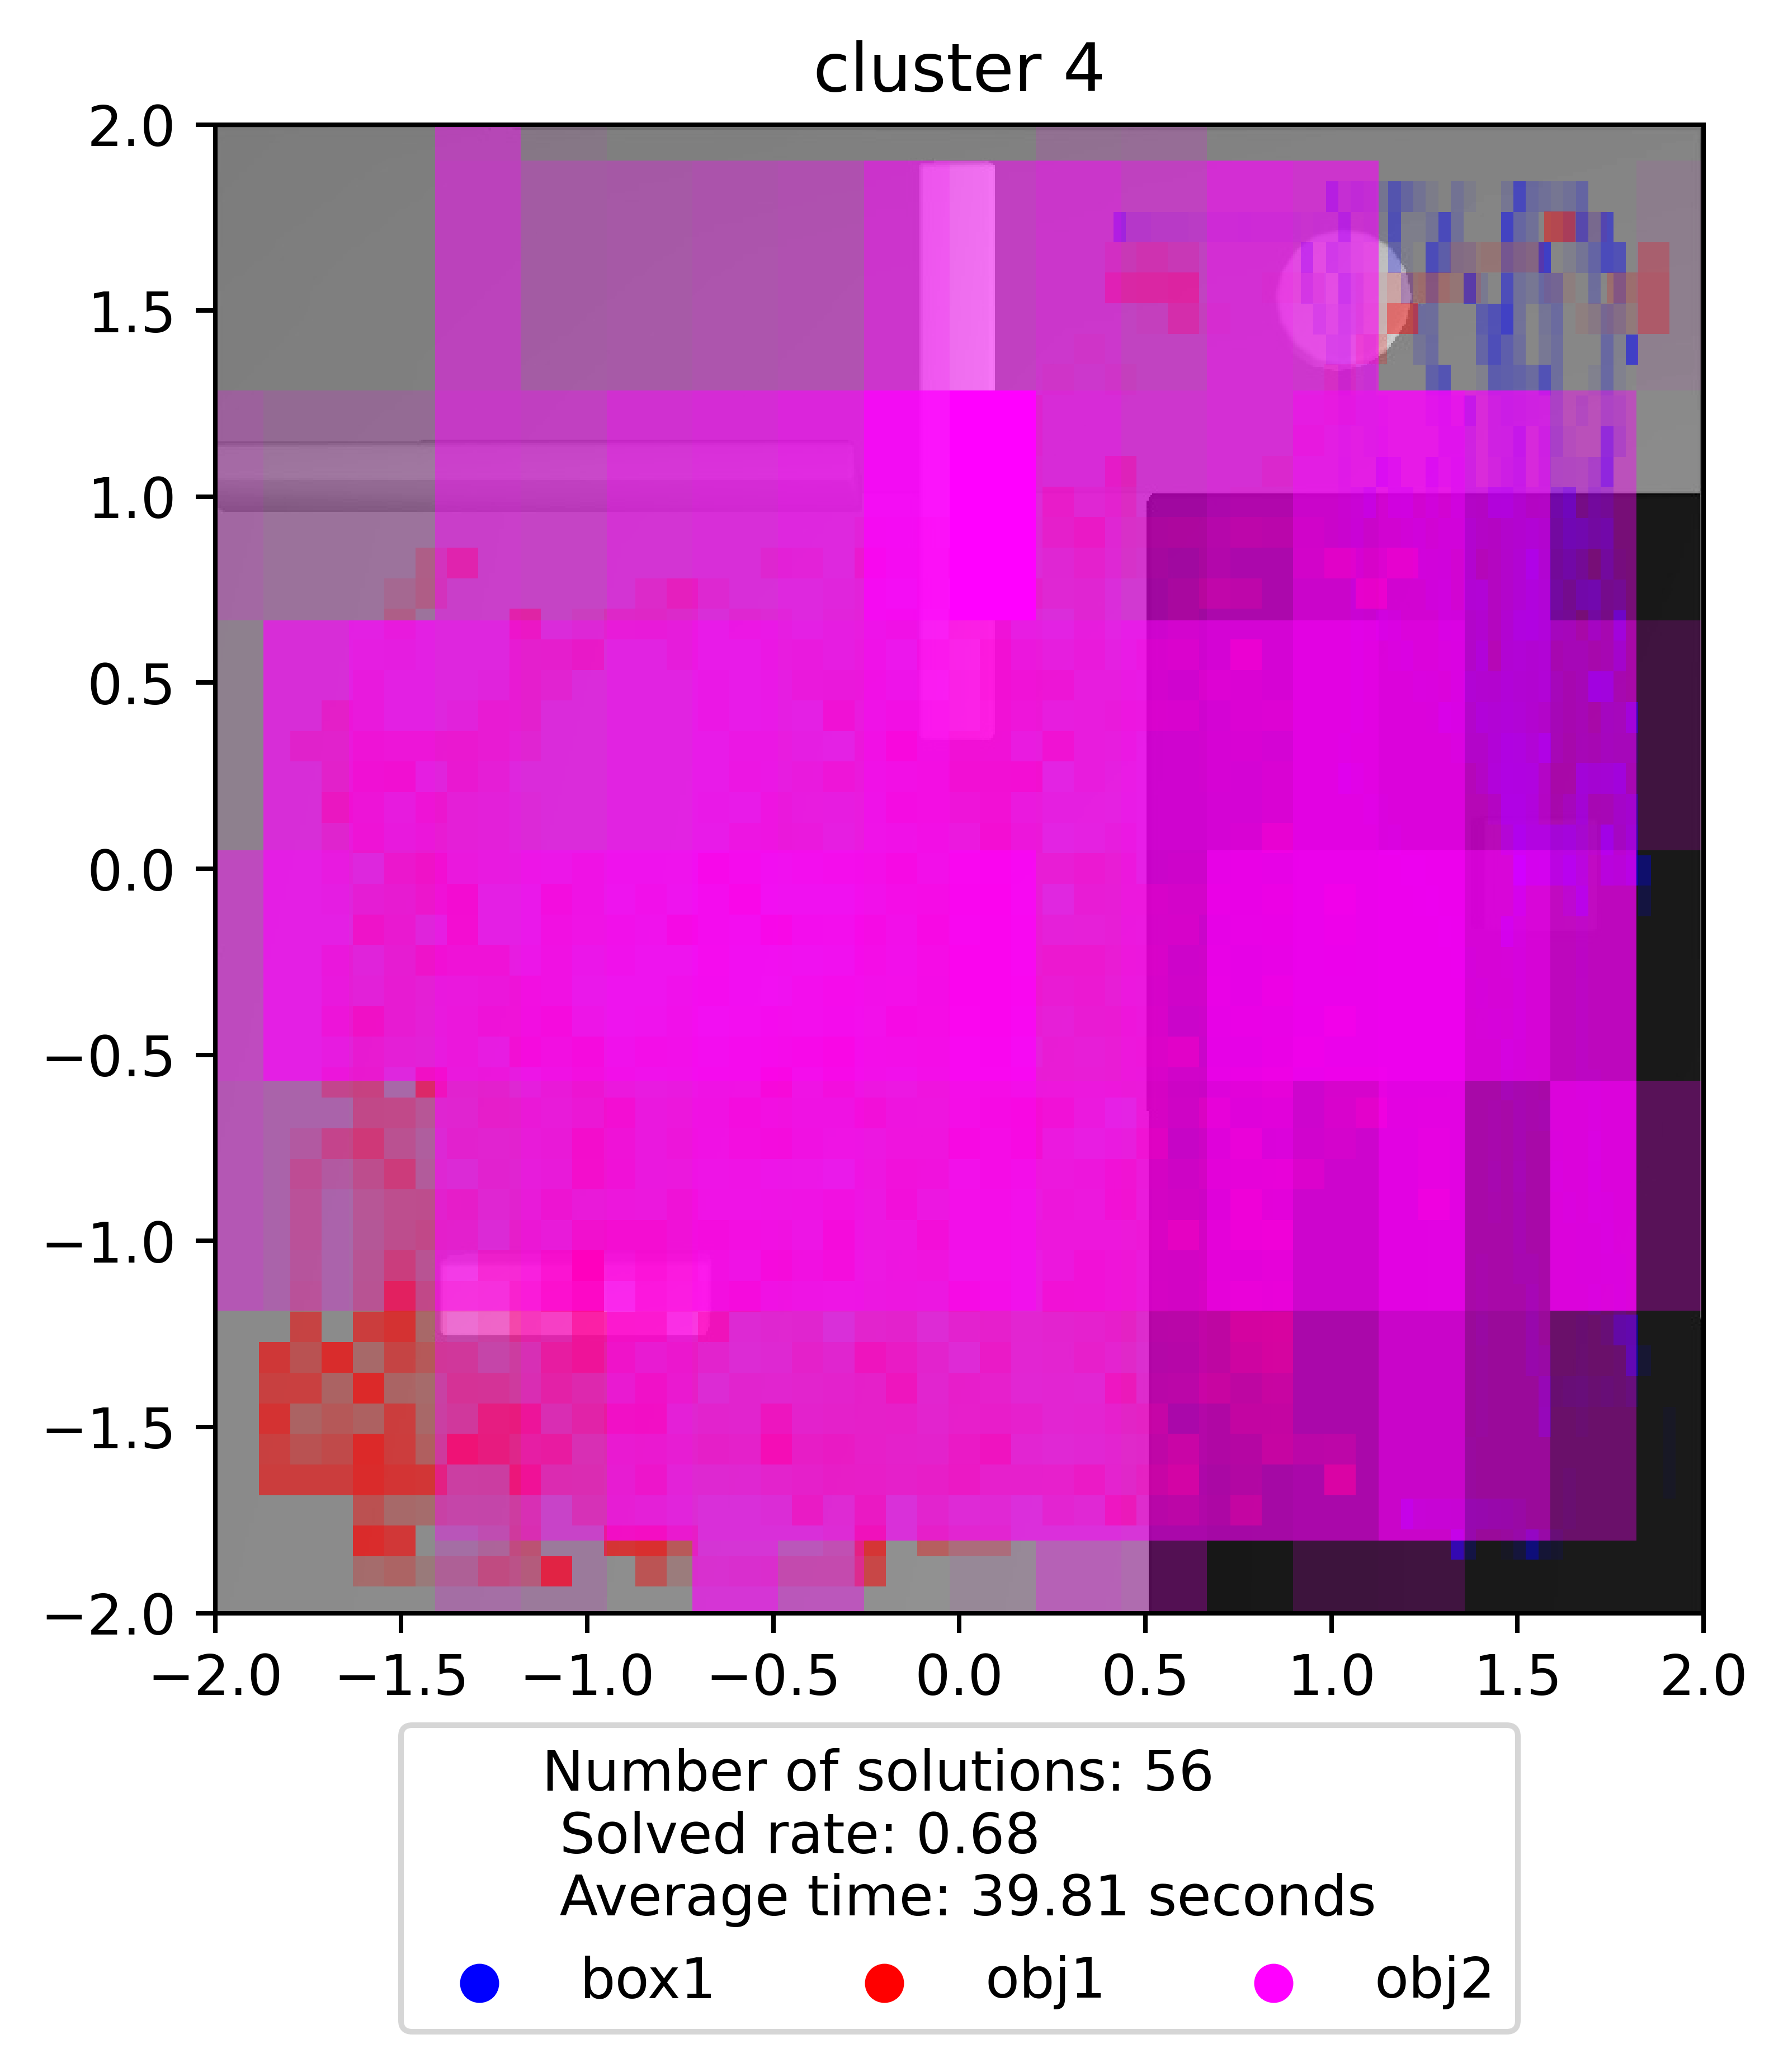 cluster 4
2.0
1.5
1.0
0.5
0.0
−0.5
−1.0
−1.5
−2.0
−2.0 −1.5 −1.0 −0.5 0.0 0.5 1.0 1.5 2.0
Number of solutions: 56
Solved rate: 0.68
Average time: 39.81 seconds
box1 obj1 obj2